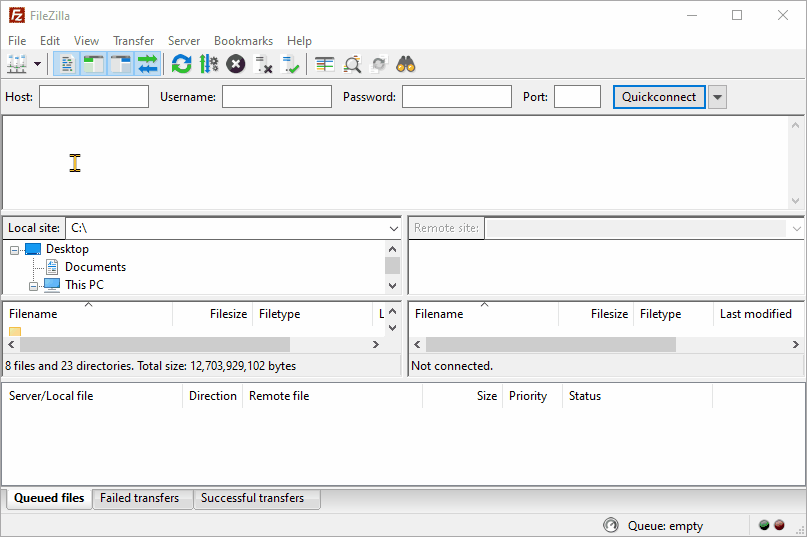 FileZilla
File Edit View Transfer Server Bookmarks Help
Host: Username: Password: Port: Quickconnect
Local site: C:\ Remote site:
Desktop
Documents
This PC
Filename Filesize Filetype L Filename Filesize Filetype Last modified
8 files and 23 directories. Total size: 12,703,929,102 bytes Not connected.
Server/Local file Direction Remote file Size Priority Status
Queued files Failed transfers Successful transfers
Queue: empty